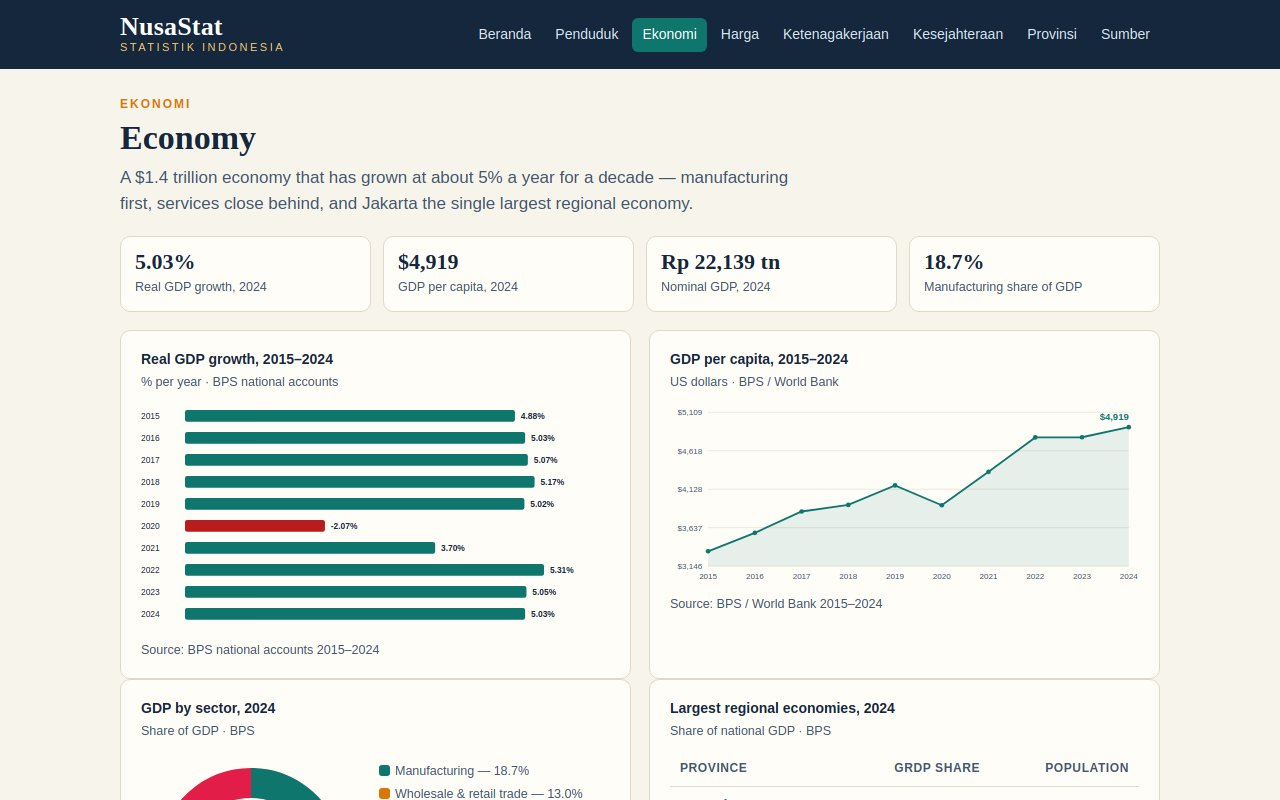 NusaStat
STATISTIK INDONESIA
Beranda
Penduduk
Ekonomi
Harga
Ketenagakerjaan
Kesejahteraan
Provinsi
Sumber
EKONOMI
Economy
A $1.4 trillion economy that has grown at about 5% a year for a decade — manufacturing
first, services close behind, and Jakarta the single largest regional economy.
5.03%
Real GDP growth, 2024
$4,919
GDP per capita, 2024
Rp 22,139 tn
Nominal GDP, 2024
18.7%
Manufacturing share of GDP
Real GDP growth, 2015–2024
% per year · BPS national accounts
2015 4.88%
2016 5.03%
2017 5.07%
2018 5.17%
2019 5.02%
2020 -2.07%
2021 3.70%
2022 5.31%
2023 5.05%
2024 5.03%
Source: BPS national accounts 2015–2024
GDP per capita, 2015–2024
US dollars · BPS / World Bank
$5,109
$4,919
$4,618
$4,128
$3,637
$3,146
2015 2016 2017 2018 2019 2020 2021 2022 2023 2024
Source: BPS / World Bank 2015–2024
GDP by sector, 2024
Share of GDP · BPS
Manufacturing — 18.7%
Wholesale & retail trade — 13.0%
Largest regional economies, 2024
Share of national GDP · BPS
PROVINCE GRDP SHARE POPULATION